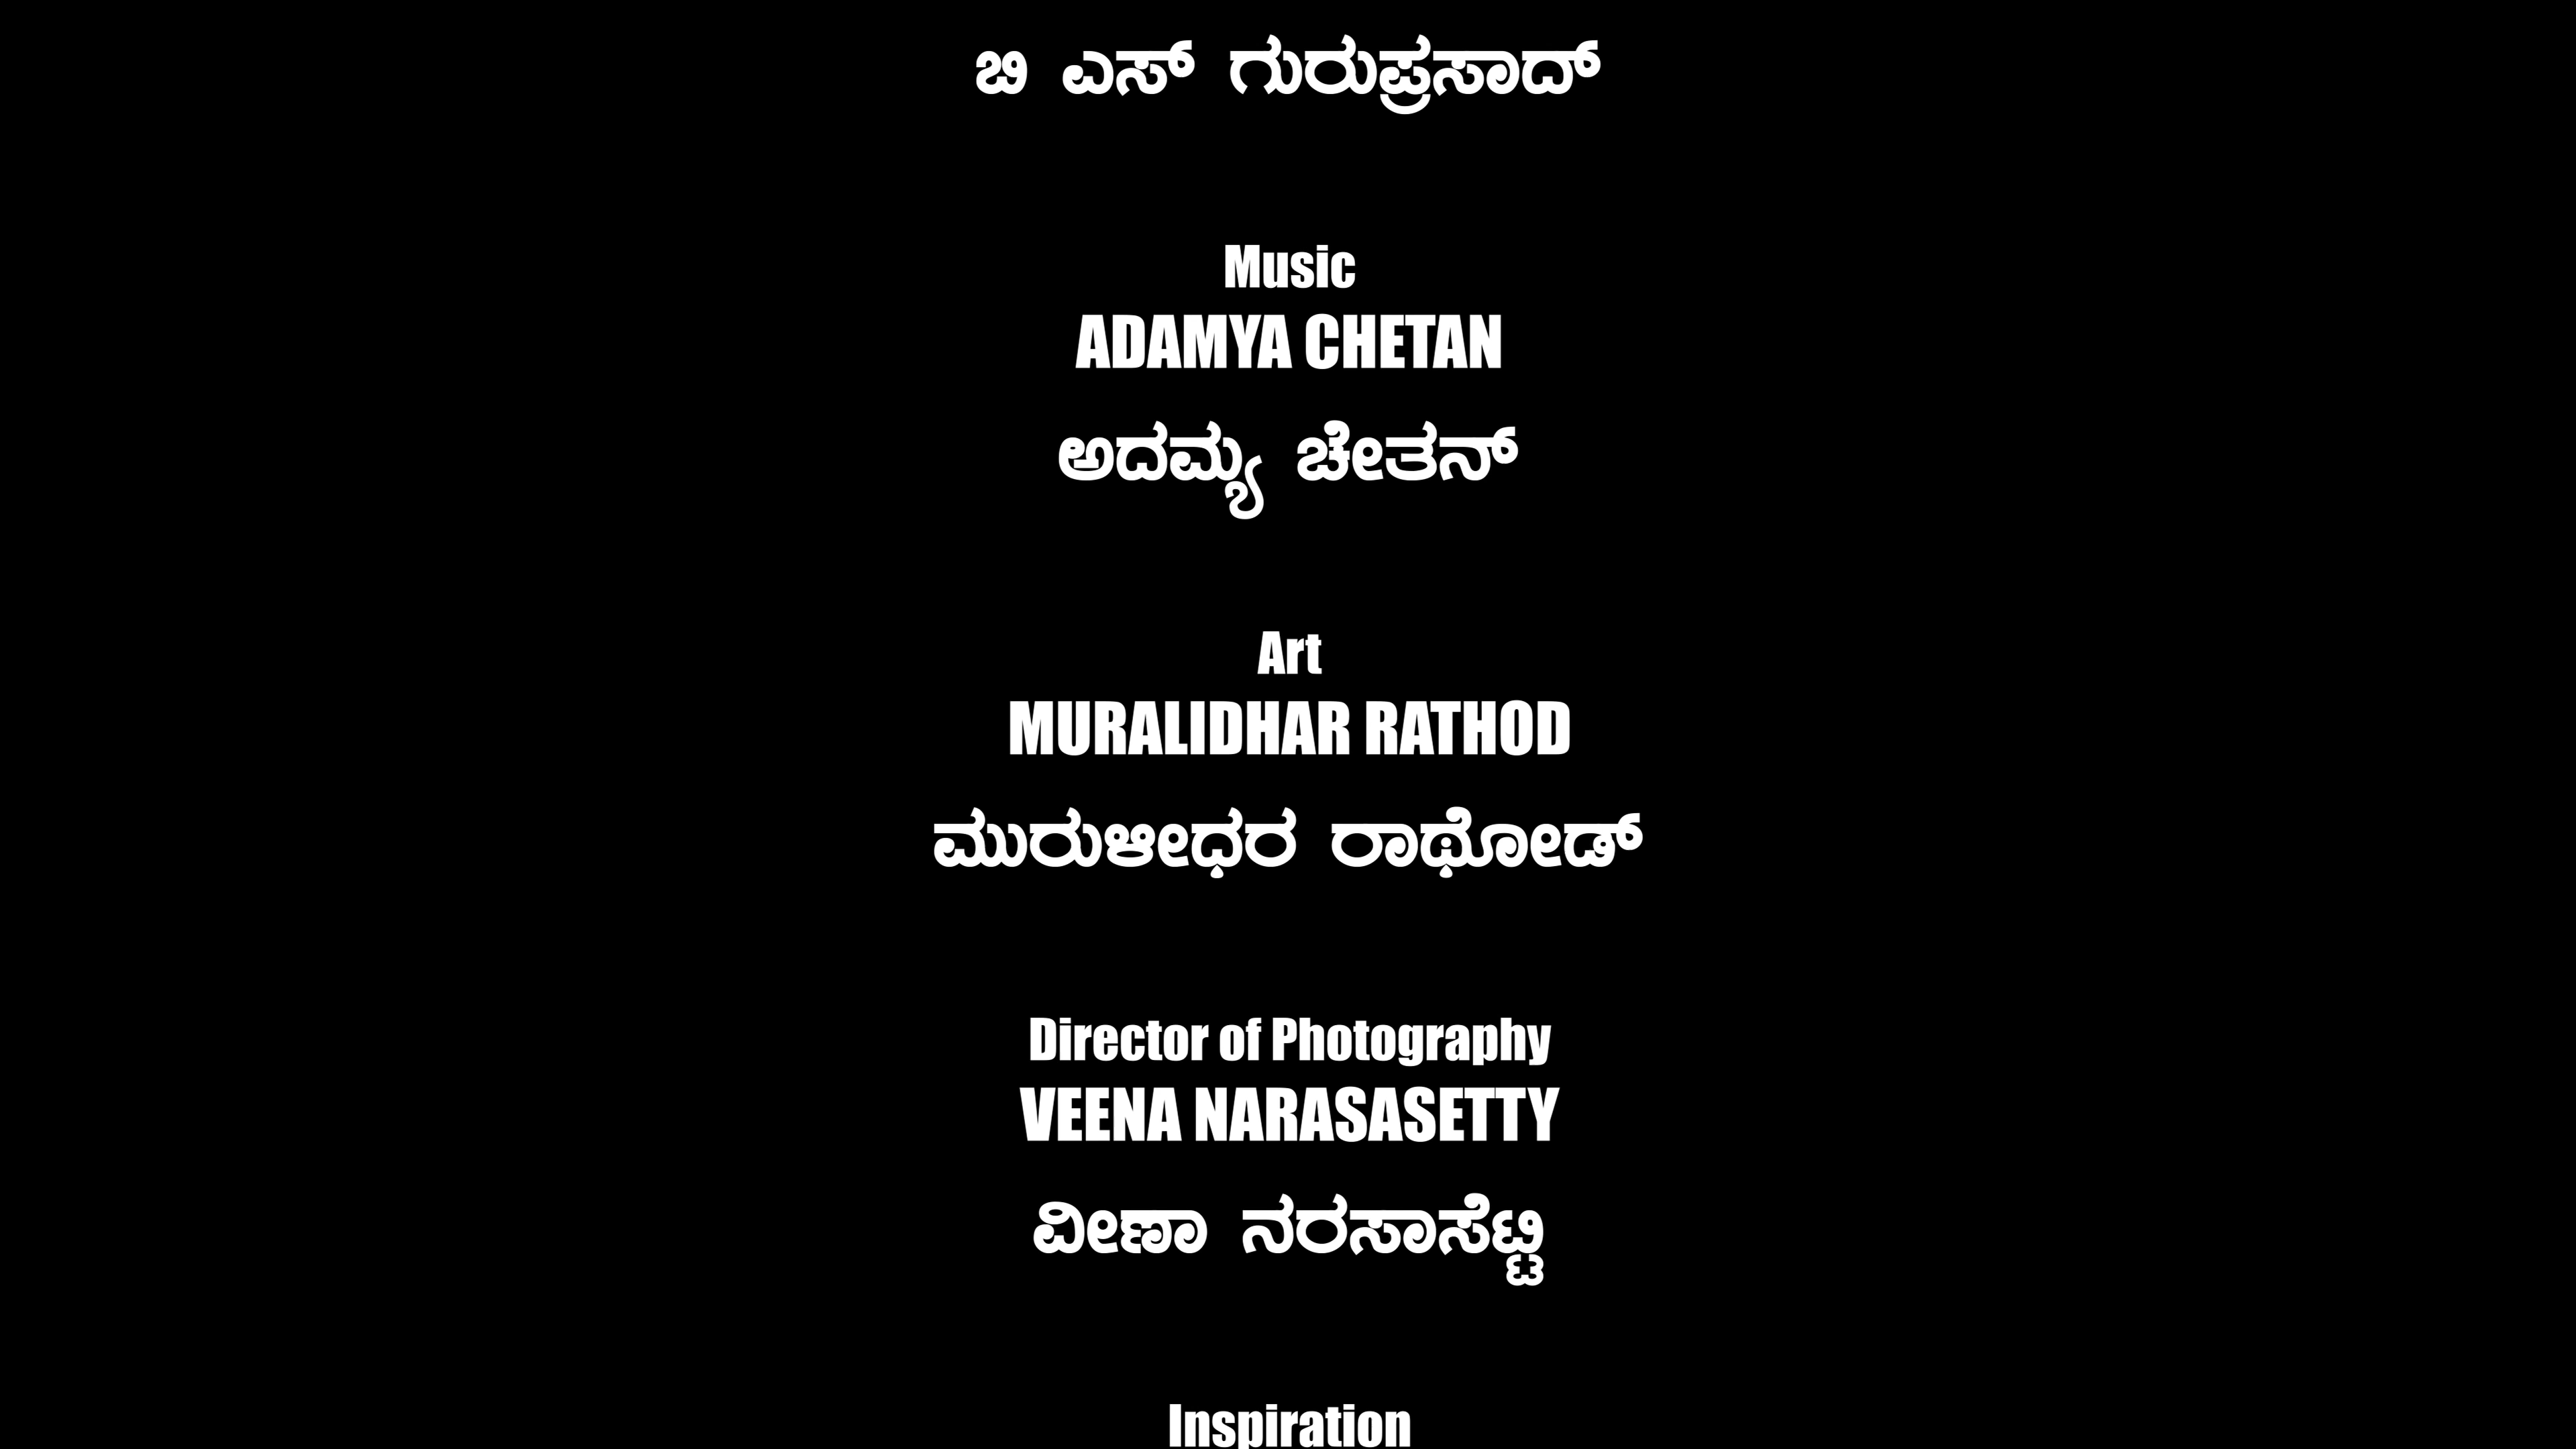 ಬಿ ಎಸ್ ಗುರುಪ್ರಸಾದ್
Music
ADAMYA CHETAN
ಅದಮ್ಯ ಚೇತನ್
Art
MURALIDHAR RATHOD
ಮುರುಳೀಧರ ರಾಥೋಡ್
Director of Photography
VEENA NARASASETTY
ವೀಣಾ ನರಸಾಸೆಟ್ಟಿ
Inspiration